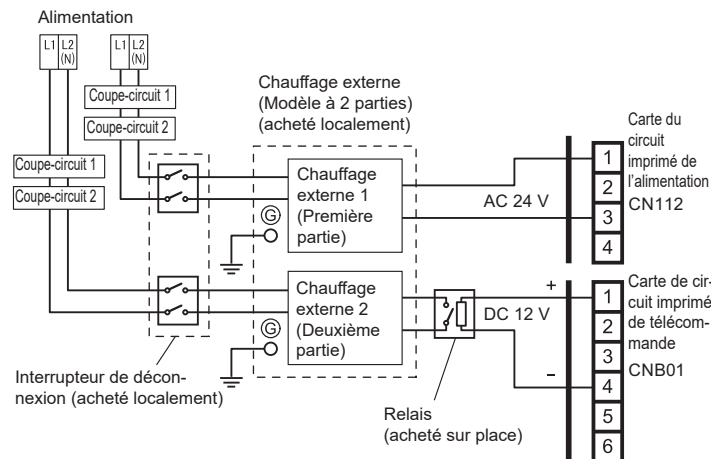 Alimentation
L1 L2
(N)
L1 L2
(N)
Coupe-circuit 1
Coupe-circuit 2
Coupe-circuit 1
Coupe-circuit 2
Chauffage externe
(Modèle à 2 parties)
(acheté localement)
Chauffage
externe 1
(Première
partie)
G
AC 24 V
1
2
3
4
Carte du
circuit
imprimé de
l'alimentation
CN112
Chauffage
externe 2
(Deuxième
partie)
G
+
DC 12 V
–
1
2
3
4
5
6
Carte de cir-
cuit imprimé
de télécom-
mande
CNB01
Interrupteur de décon-
nexion (acheté localement)
Relais
(acheté sur place)